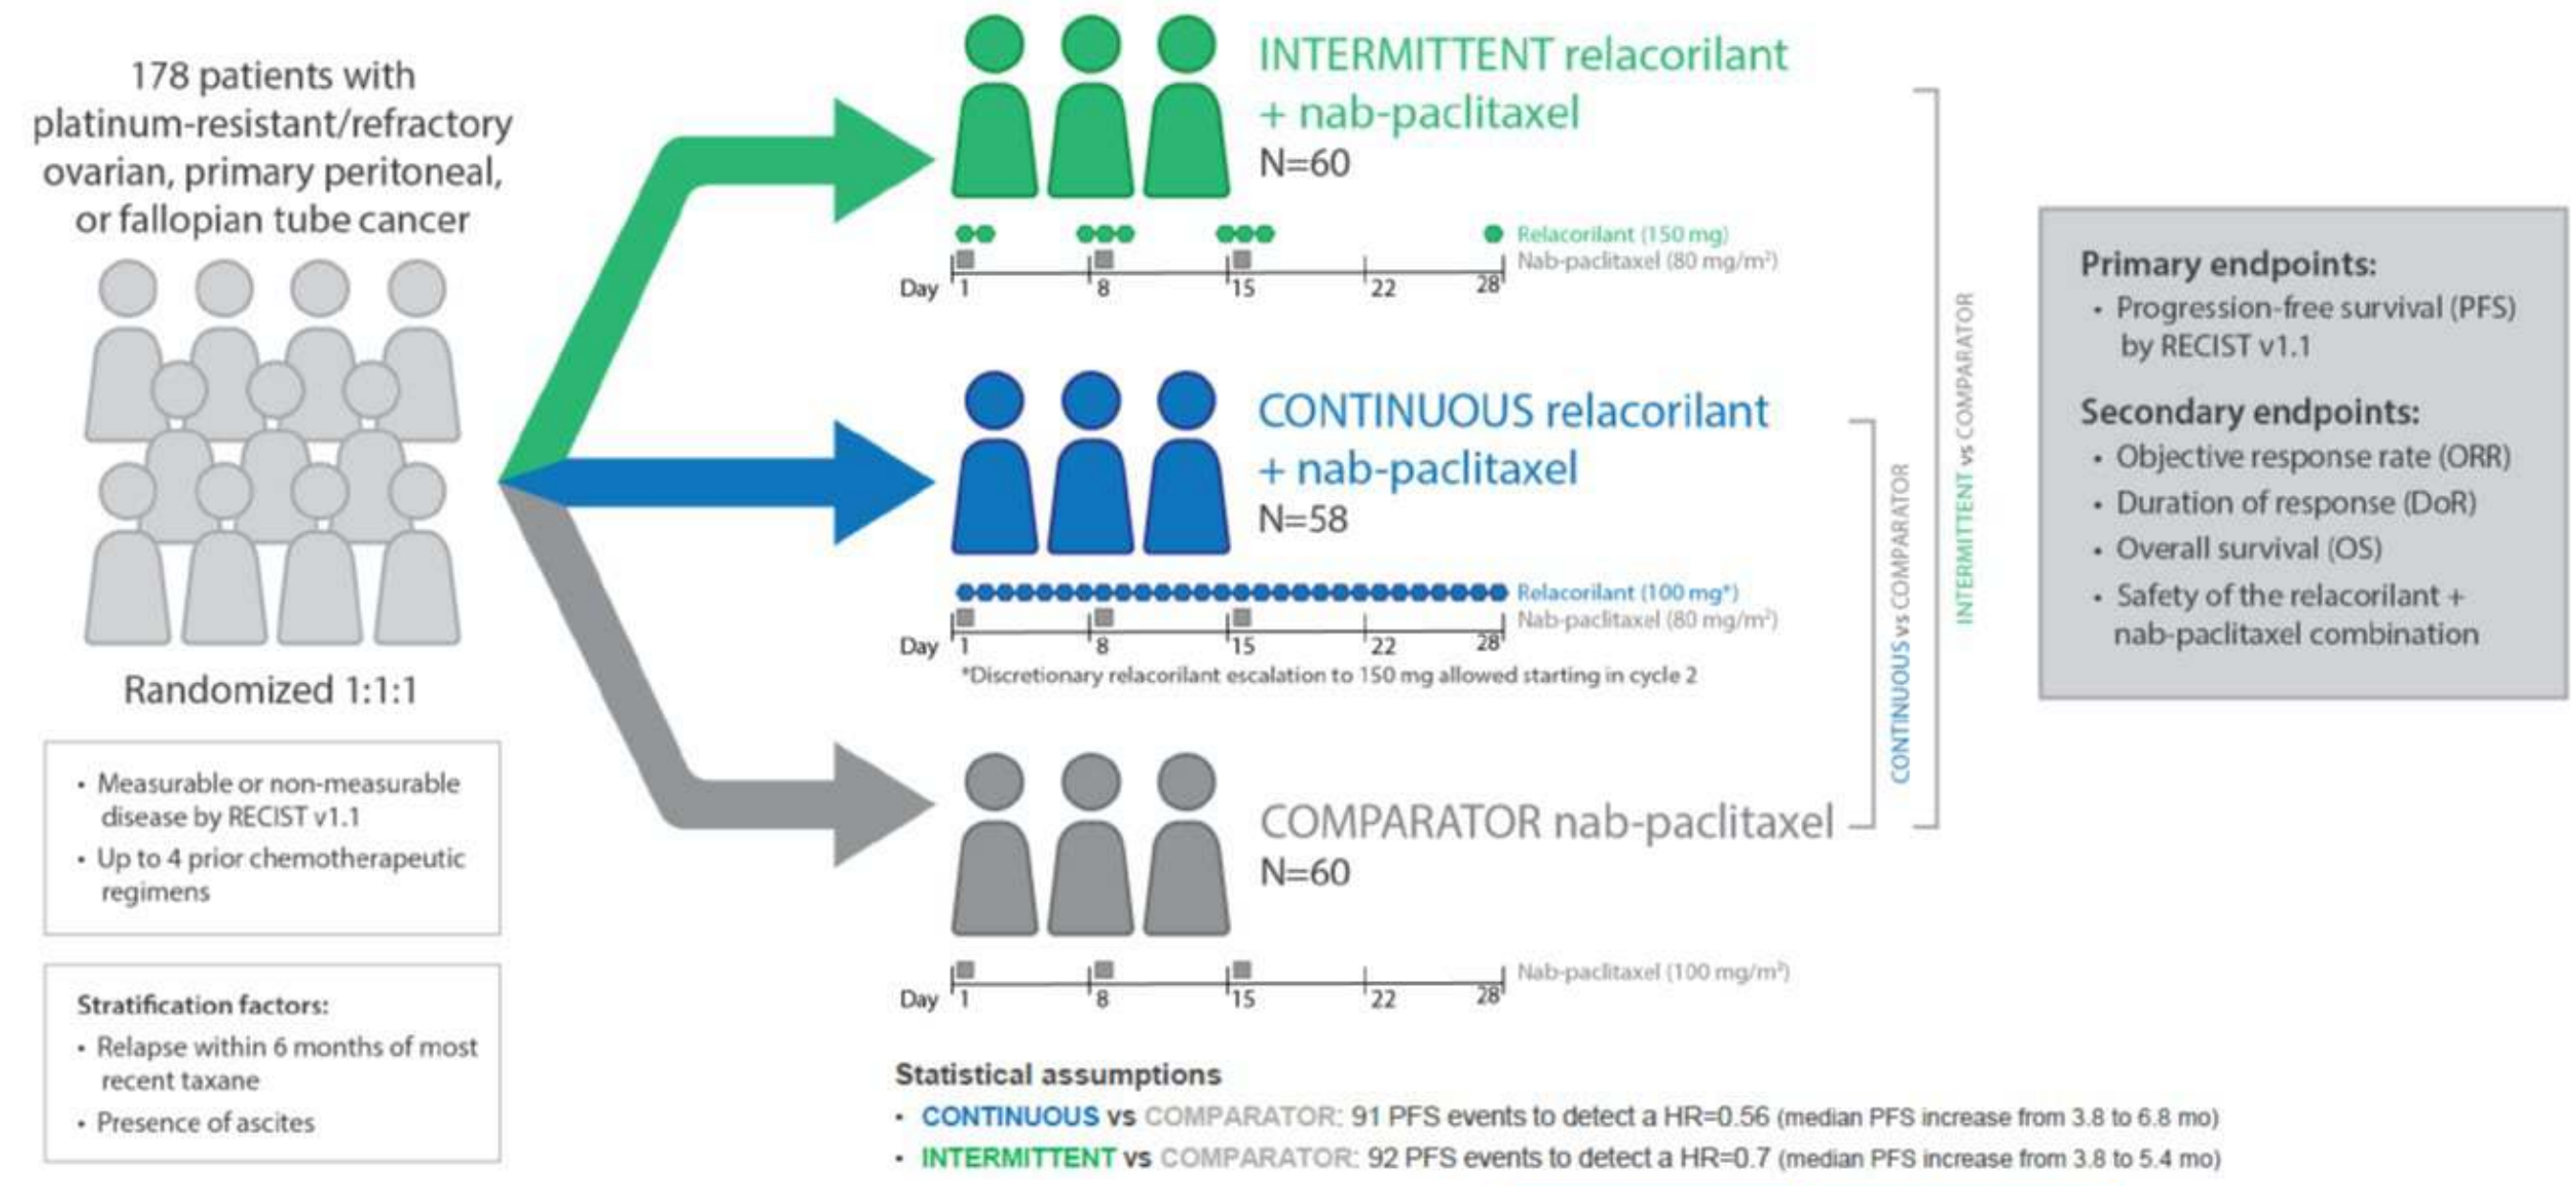 178 patients with
platinum-resistant/refractory
ovarian, primary peritoneal,
or fallopian tube cancer
Randomized 1:1:1
• Measurable or non-measurable
disease by RECIST v1.1
• Up to 4 prior chemotherapeutic
regimens
Stratification factors:
• Relapse within 6 months of most
recent taxane
• Presence of ascites
INTERMITTENT relacorilant
+ nab-paclitaxel
N=60
Relacorilant (150 mg)
Nab-paclitaxel (80 mg/m²)
Day 1 8 15 22 28
CONTINUOUS relacorilant
+ nab-paclitaxel
N=58
Relacorilant (100 mg*)
Nab-paclitaxel (80 mg/m²)
Day 1 8 15 22 28
*Discretionary relacorilant escalation to 150 mg allowed starting in cycle 2
COMPARATOR nab-paclitaxel
N=60
Nab-paclitaxel (100 mg/m²)
Day 1 8 15 22 28
CONTINUOUS vs COMPARATOR
INTERMITTENT vs COMPARATOR
Primary endpoints:
• Progression-free survival (PFS)
by RECIST v1.1
Secondary endpoints:
• Objective response rate (ORR)
• Duration of response (DoR)
• Overall survival (OS)
• Safety of the relacorilant +
nab-paclitaxel combination
Statistical assumptions
• CONTINUOUS vs COMPARATOR: 91 PFS events to detect a HR=0.56 (median PFS increase from 3.8 to 6.8 mo)
• INTERMITTENT vs COMPARATOR: 92 PFS events to detect a HR=0.7 (median PFS increase from 3.8 to 5.4 mo)